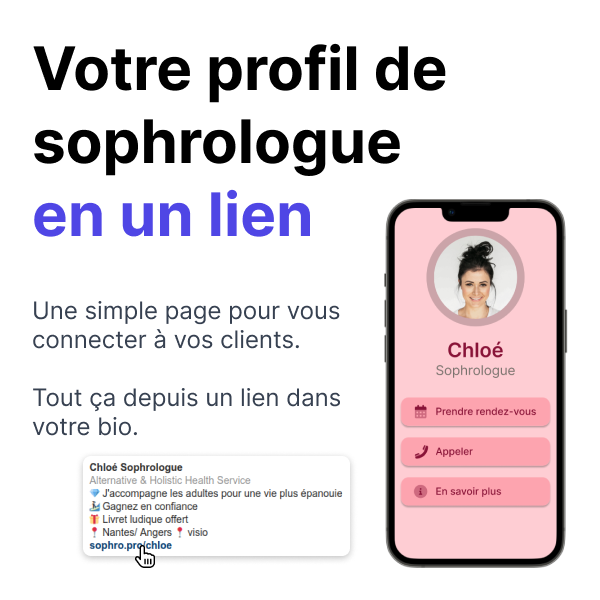 Votre profil de
sophrologue
en un lien
Une simple page pour vous
connecter à vos clients.
Tout ça depuis un lien dans
votre bio.
Chloé Sophrologue
Alternative & Holistic Health Service
💎 J'accompagne les adultes pour une vie plus épanouie
🏄 Gagnez en confiance
🎁 Livret ludique offert
📍 Nantes/ Angers 📍 visio
sophro.pro/chloe
Chloé
Sophrologue
Prendre rendez-vous
Appeler
En savoir plus